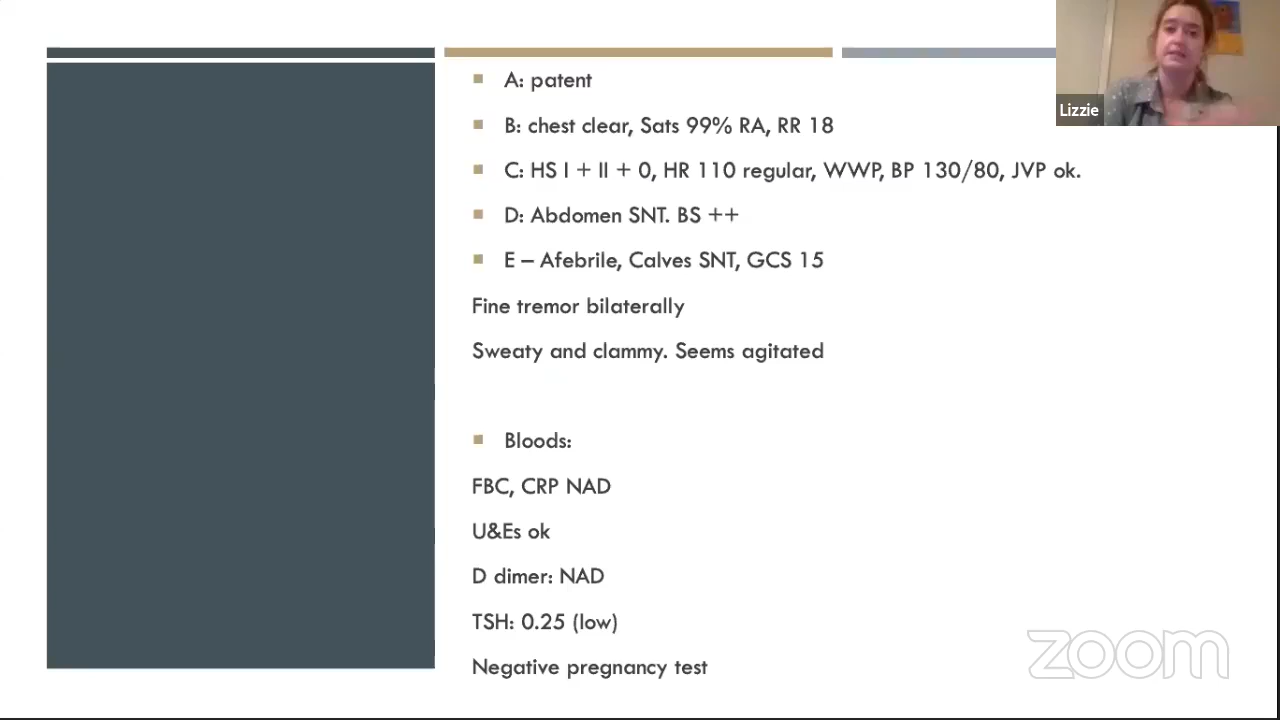 A: patent
B: chest clear, Sats 99% RA, RR 18
C: HS I + II + 0, HR 110 regular, WWP, BP 130/80, JVP ok.
D: Abdomen SNT. BS ++
E – Afebrile, Calves SNT, GCS 15
Fine tremor bilaterally
Sweaty and clammy. Seems agitated
Bloods:
FBC, CRP NAD
U&Es ok
D dimer: NAD
TSH: 0.25 (low)
Negative pregnancy test
Lizzie
zoom